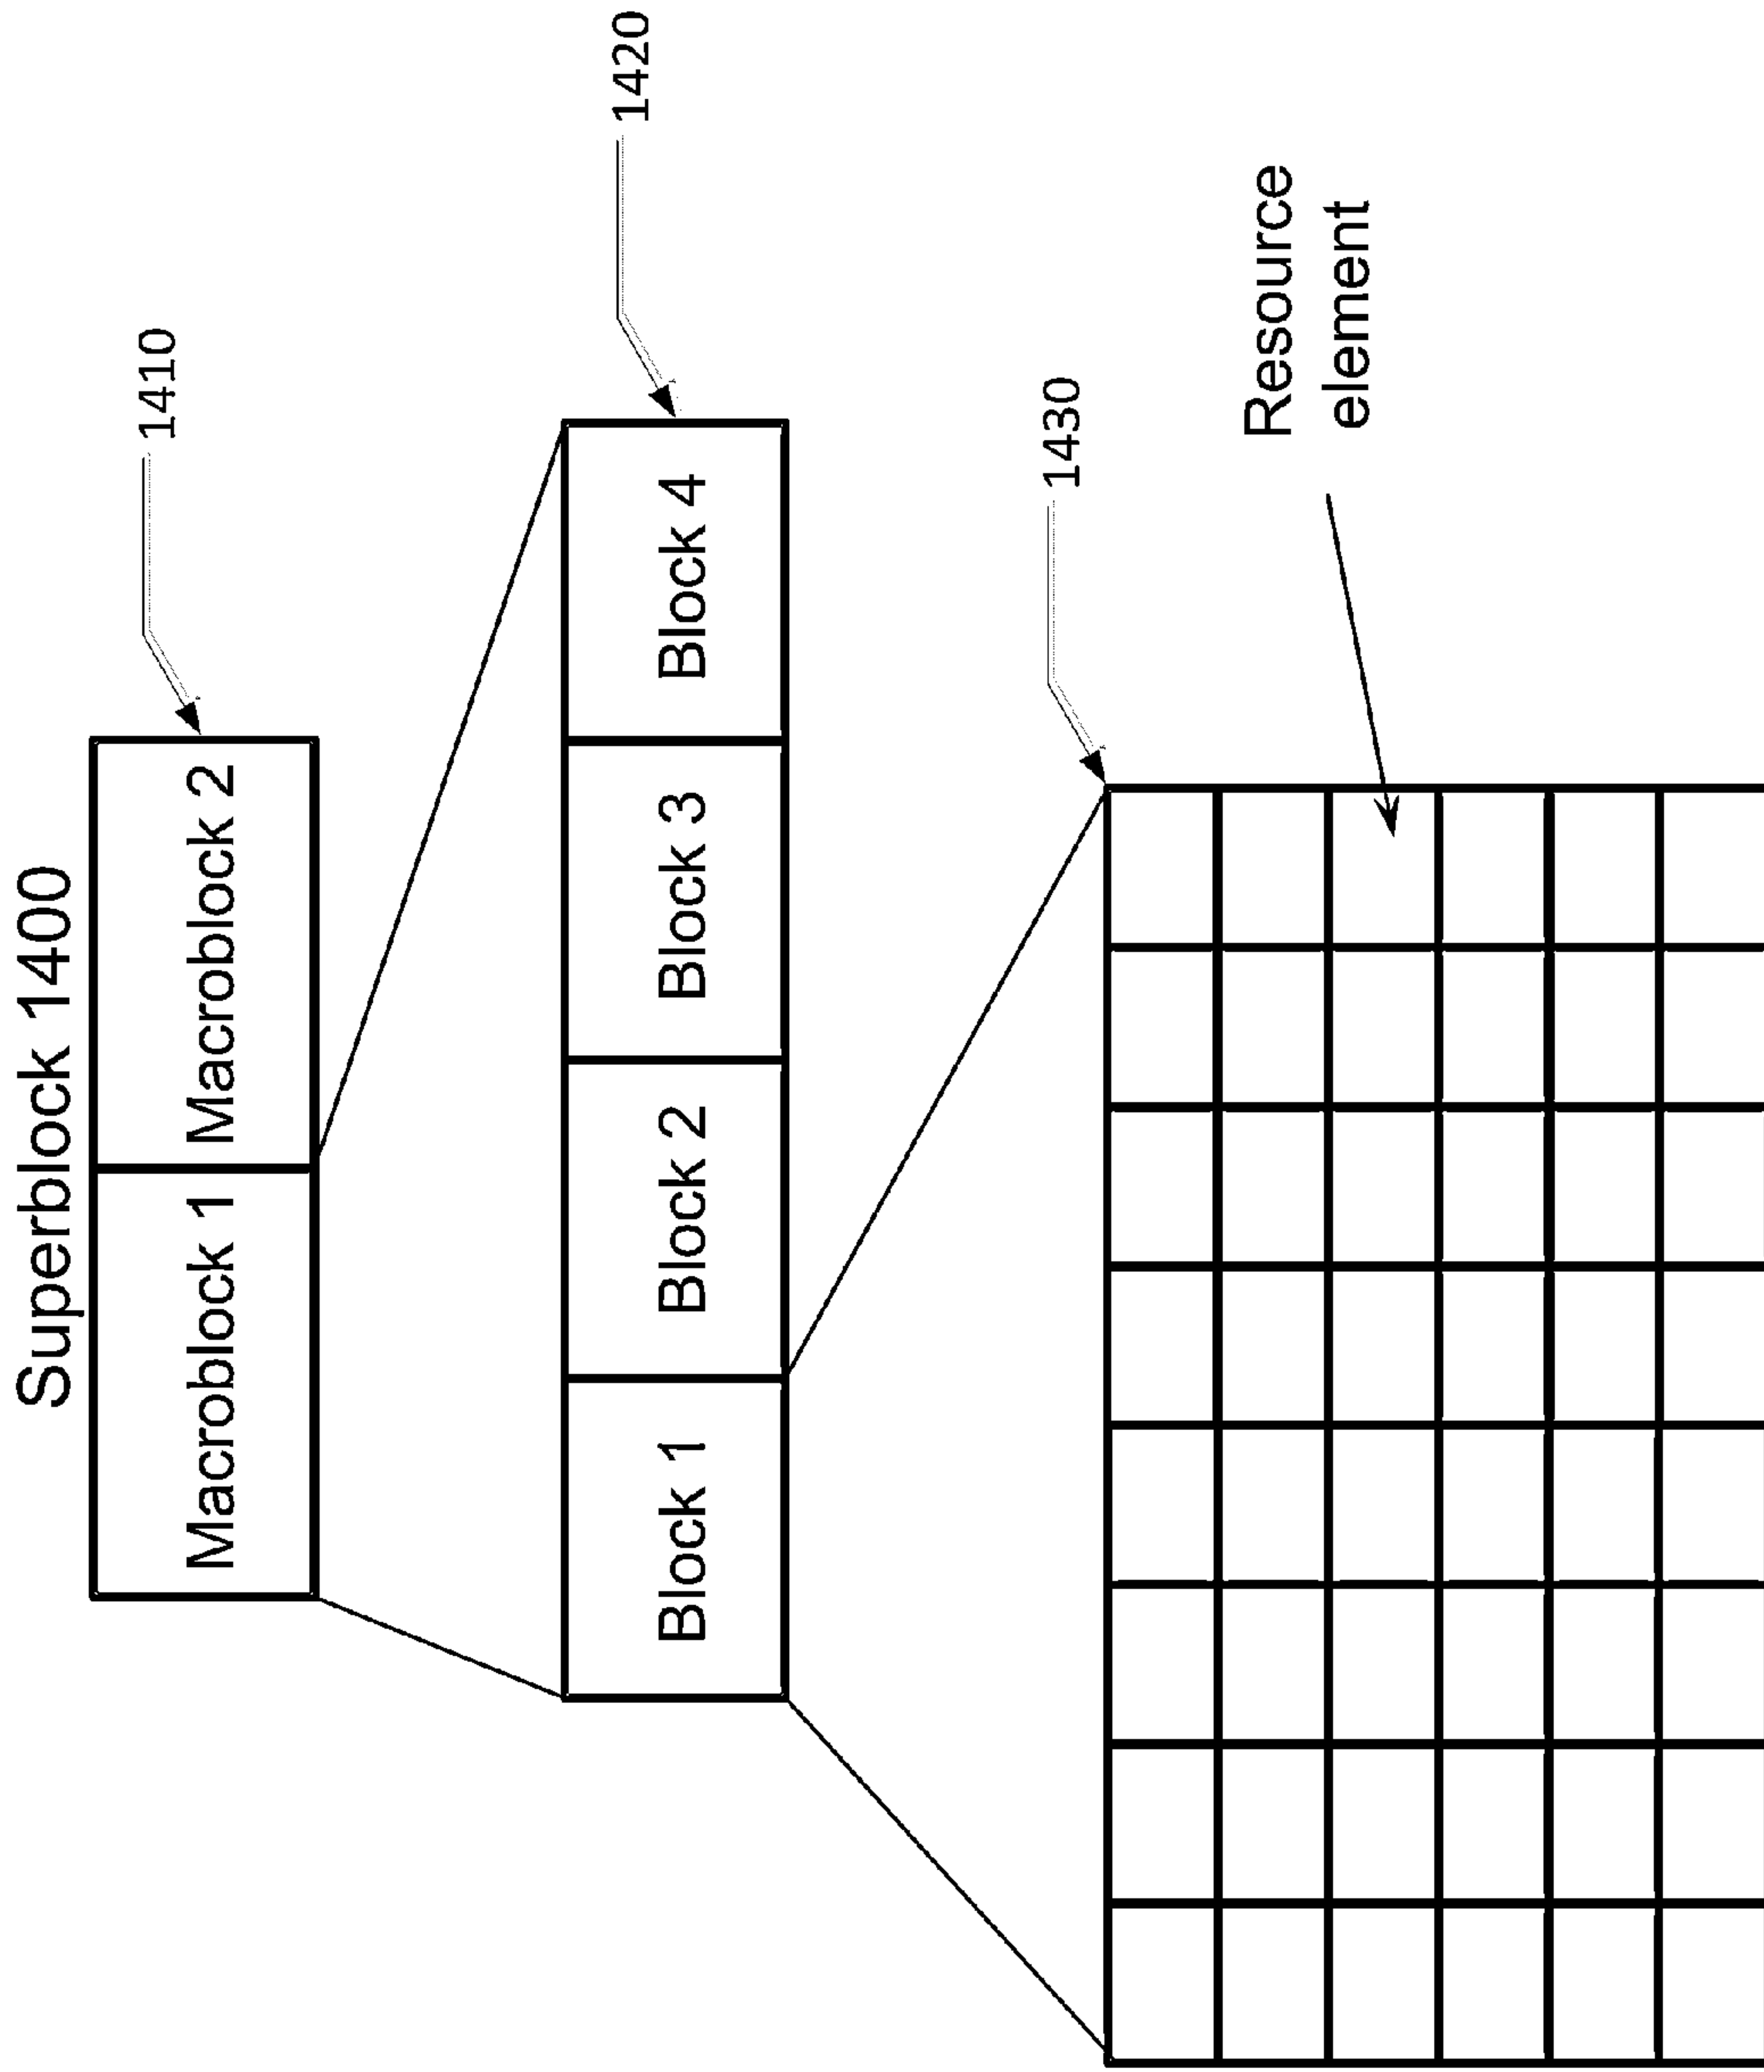 Superblock 1400
Macroblock 1
Macroblock 2
1410
Block 1
Block 2
Block 3
Block 4
1420
1430
Resource
element